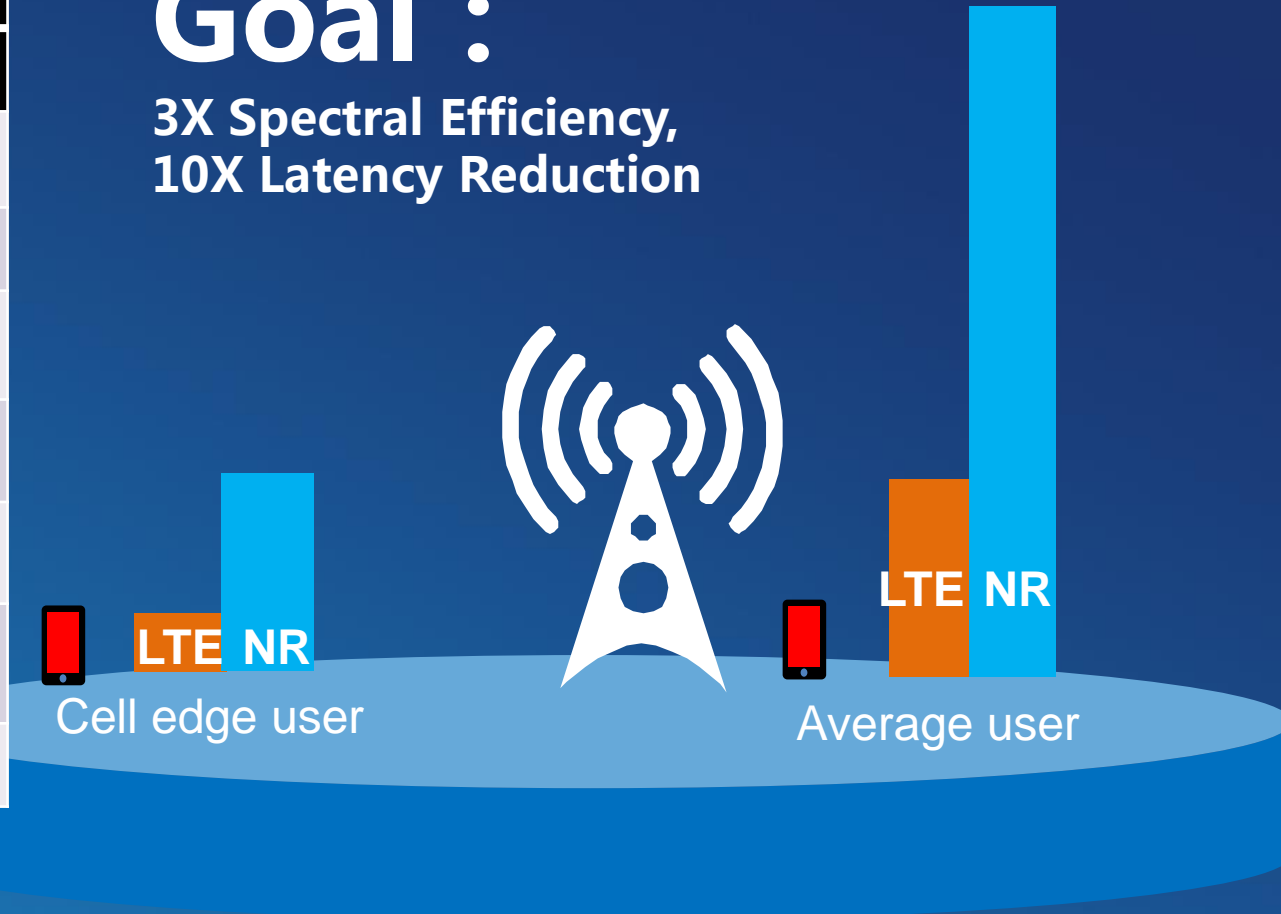 Goal :
3X Spectral Efficiency,
10X Latency Reduction
LTE NR
LTE NR
Cell edge user
Average user